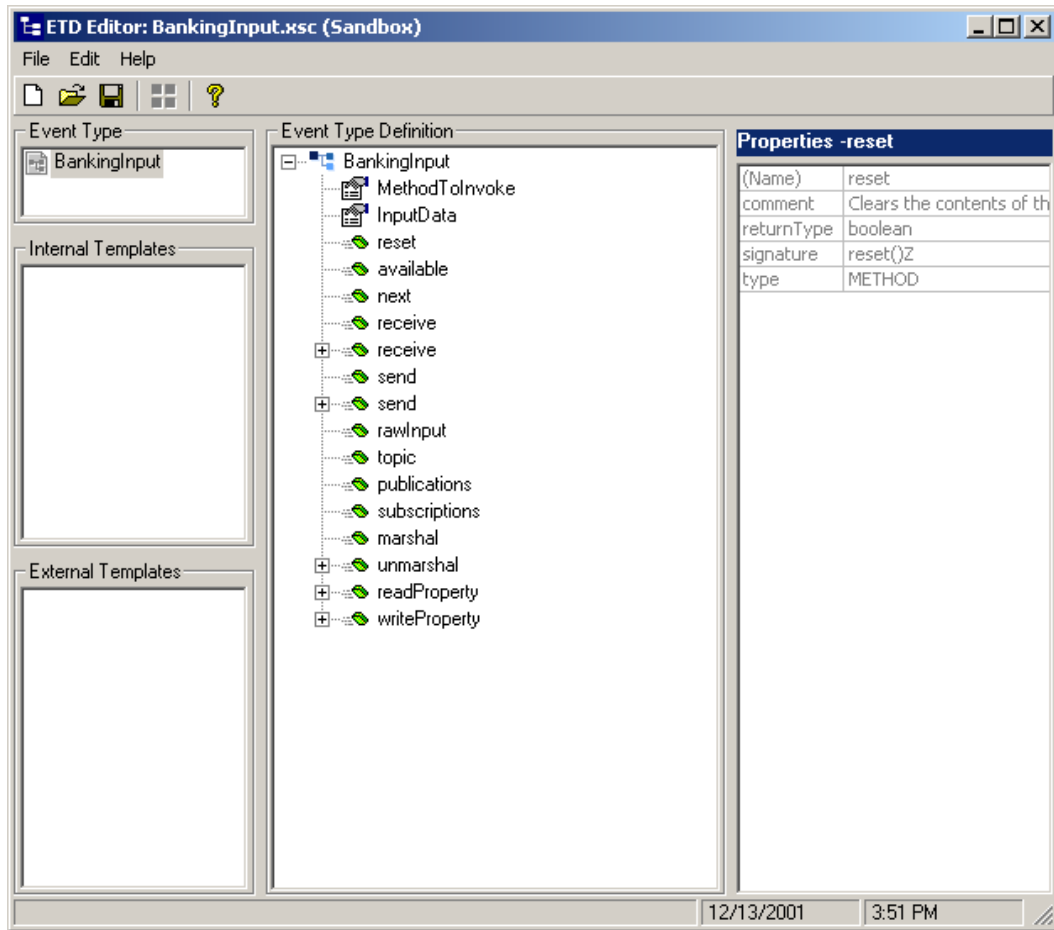 ETD Editor: BankingInput.xsc (Sandbox)
File Edit Help
Event Type
BankingInput
Internal Templates
External Templates
Event Type Definition
BankingInput
MethodToInvoke
InputData
reset
available
next
receive
receive
send
send
rawInput
topic
publications
subscriptions
marshal
unmarshal
readProperty
writeProperty
Properties -reset
(Name) reset
comment Clears the contents of th
returnType boolean
signature reset()Z
type METHOD
12/13/2001 3:51 PM